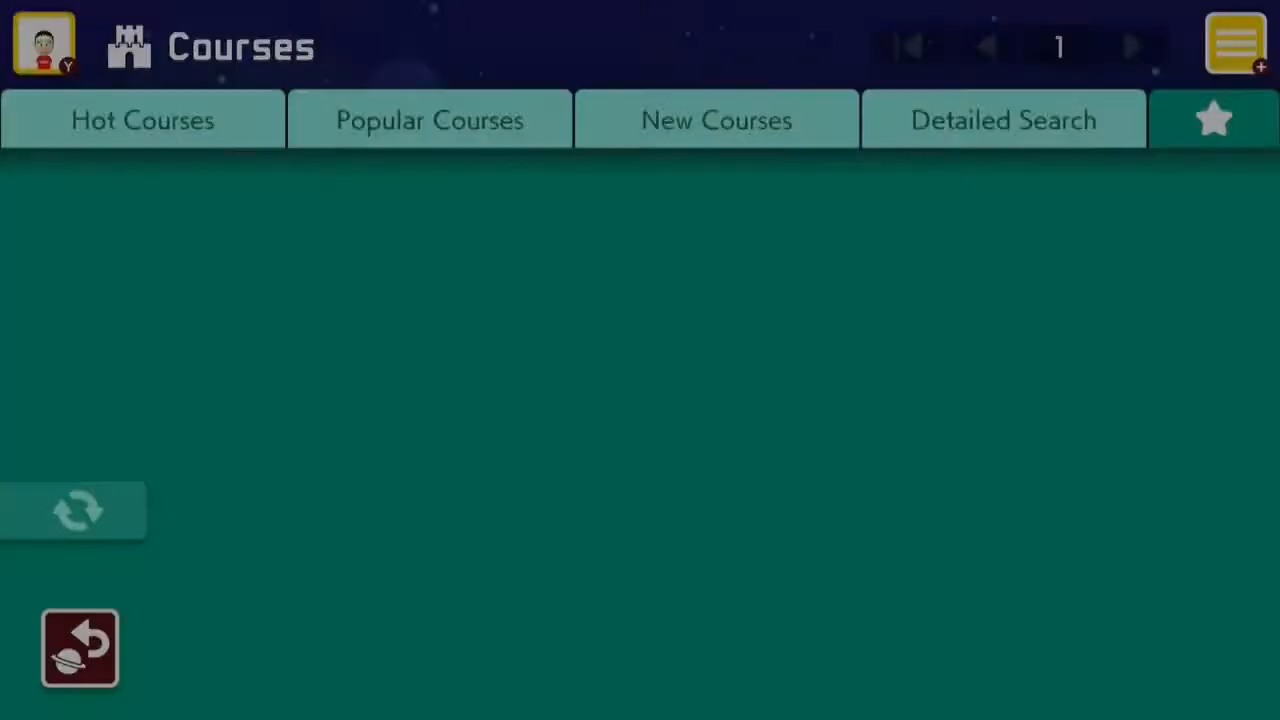 Courses
1
Y
+
Hot Courses
Popular Courses
New Courses
Detailed Search